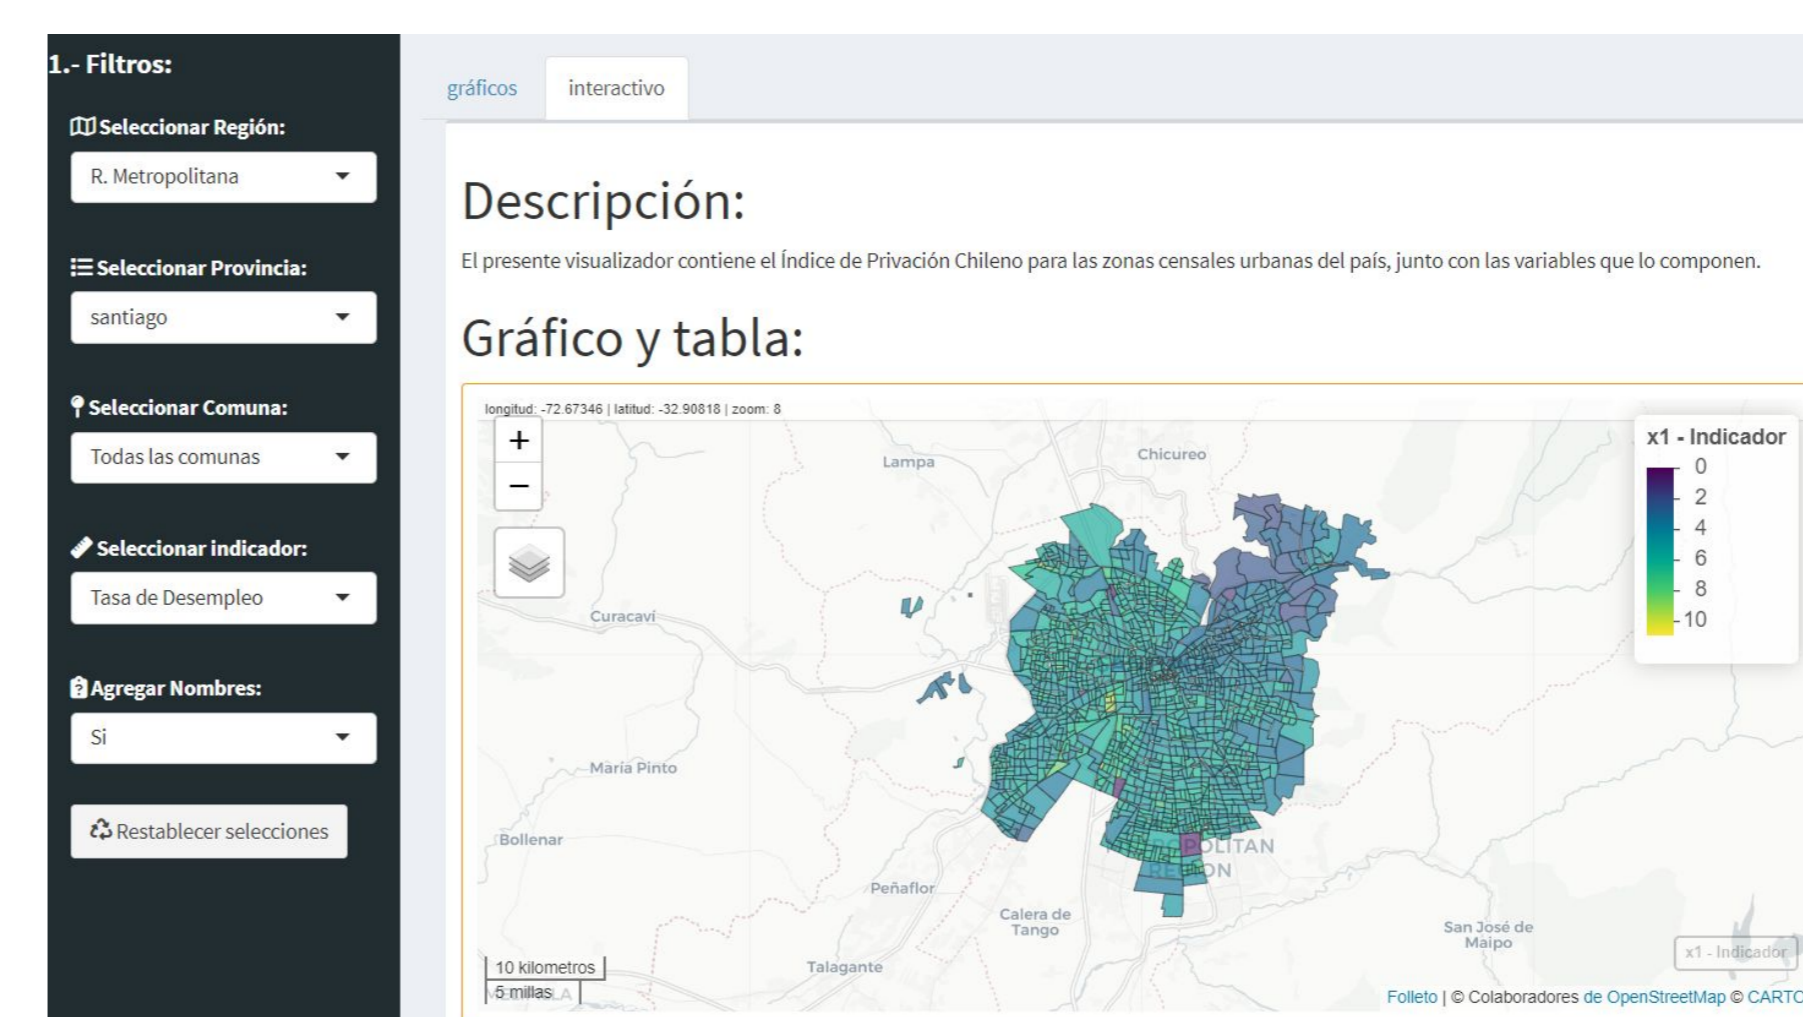 1.- Filtros:
Seleccionar Región:
R. Metropolitana
Seleccionar Provincia:
santiago
Seleccionar Comuna:
Todas las comunas
Seleccionar indicador:
Tasa de Desempleo
Agregar Nombres:
Si
Restablecer selecciones
gráficos
interactivo
Descripción:
El presente visualizador contiene el Índice de Privación Chileno para las zonas censales urbanas del país, junto con las variables que lo componen.
Gráfico y tabla:
longitud: -72.67346 | latitud: -32.90818 | zoom: 8
+
−
x1 - Indicador
0
2
4
6
8
10
Lampa
Chicureo
Curacaví
María Pinto
Bollenar
POLITAN
REGION
Peñaflor
Calera de
Tango
San José de
Maipo
Talagante
x1 - Indicador
10 kilometros
5 millas
Folleto | © Colaboradores de OpenStreetMap © CARTO